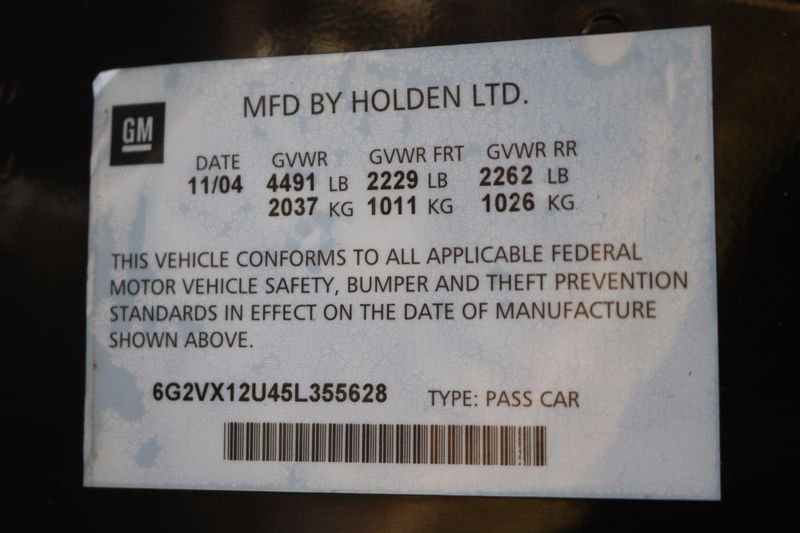 MFD BY HOLDEN LTD.
GM
DATE GVWR GVWR FRT GVWR RR
11/04 4491 LB 2229 LB 2262 LB
2037 KG 1011 KG 1026 KG
THIS VEHICLE CONFORMS TO ALL APPLICABLE FEDERAL
MOTOR VEHICLE SAFETY, BUMPER AND THEFT PREVENTION
STANDARDS IN EFFECT ON THE DATE OF MANUFACTURE
SHOWN ABOVE.
6G2VX12U45L355628 TYPE: PASS CAR